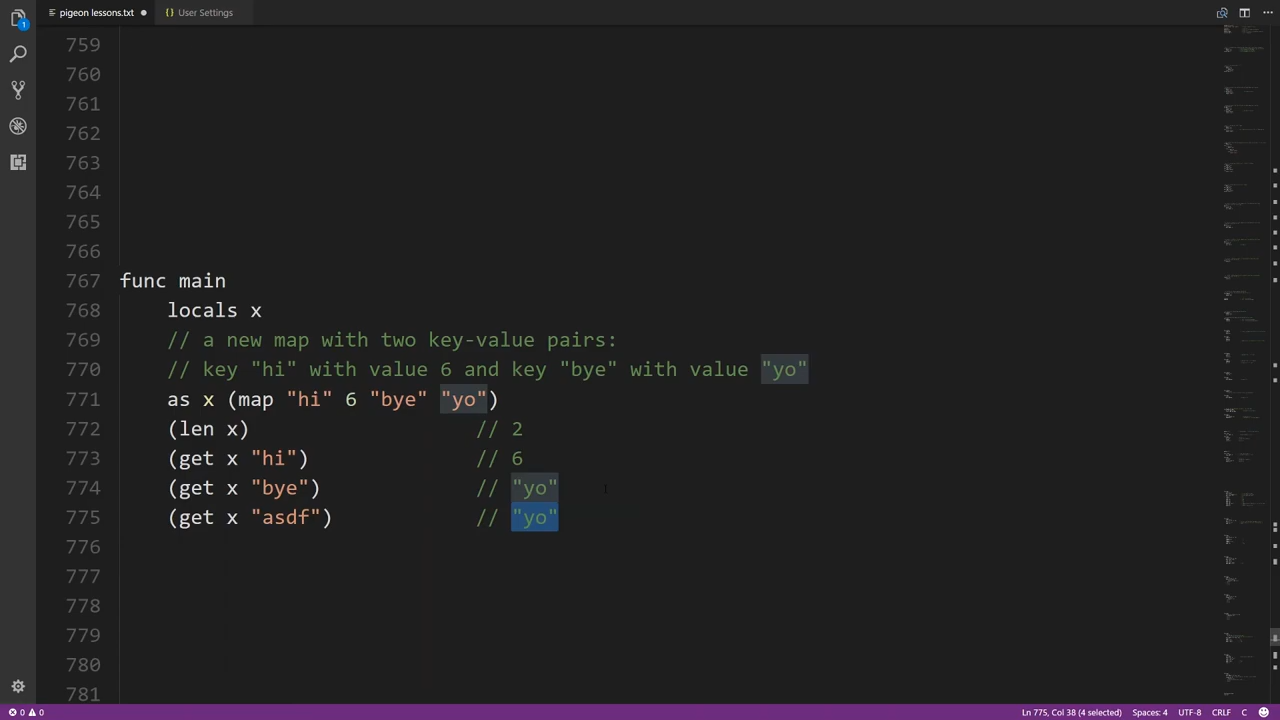 pigeon lessons.txt
User Settings
1
759
760
761
762
763
764
765
766
767 func main
768 locals x
769 // a new map with two key-value pairs:
770 // key "hi" with value 6 and key "bye" with value "yo"
771 as x (map "hi" 6 "bye" "yo")
772 (len x) // 2
773 (get x "hi") // 6
774 (get x "bye") // "yo"
775 (get x "asdf") // "yo"
776
777
778
779
780
781
0 0 Ln 775, Col 38 (4 selected) Spaces: 4 UTF-8 CRLF C